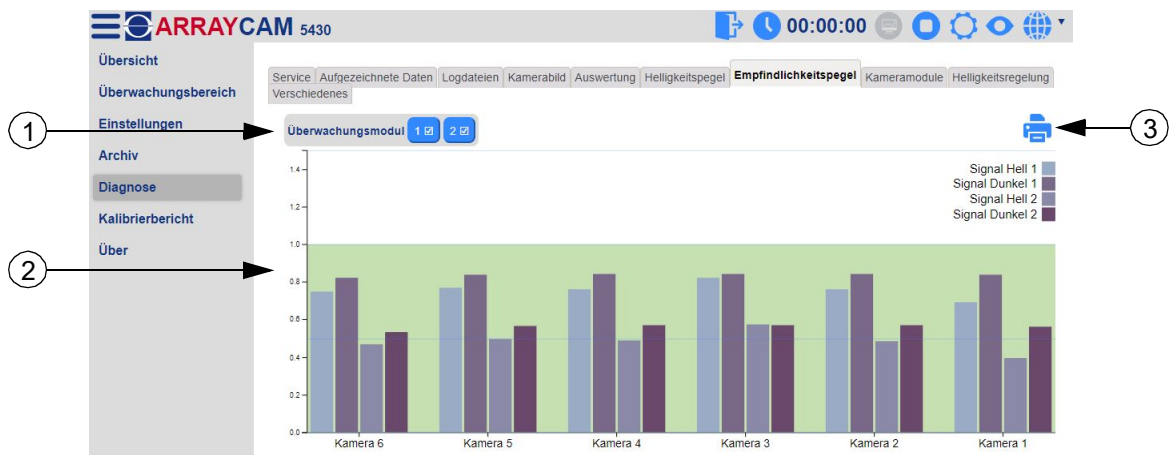 ARRAYCAM 5430
00:00:00
Übersicht
Überwachungsbereich
Einstellungen
Archiv
Diagnose
Kalibrierbericht
Über
Service Aufgezeichnete Daten Logdateien Kamerabild Auswertung Helligkeitspegel Empfindlichkeitspegel Kameramodule Helligkeitsregelung
Verschiedenes
1
Überwachungsmodul 1 2
3
Signal Hell 1
Signal Dunkel 1
Signal Hell 2
Signal Dunkel 2
2
1.4
1.2
1.0
0.8
0.6
0.4
0.2
0.0
Kamera 6 Kamera 5 Kamera 4 Kamera 3 Kamera 2 Kamera 1